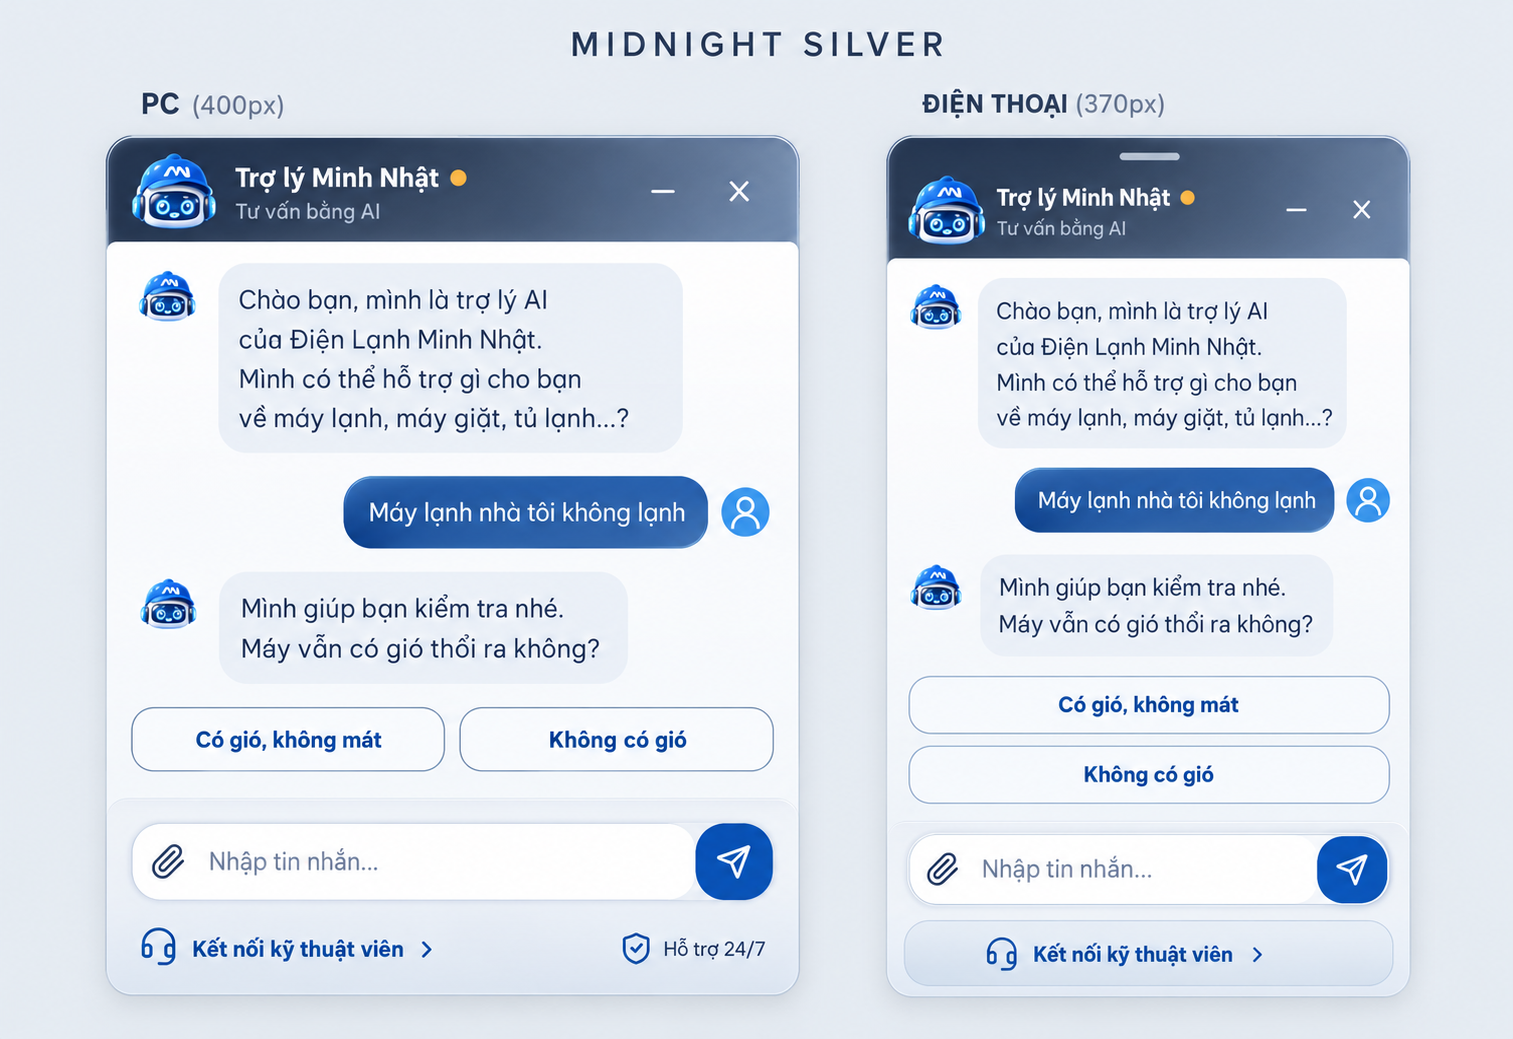 MIDNIGHT SILVER
PC (400px)
Trợ lý Minh Nhật
Tư vấn bằng AI
Chào bạn, mình là trợ lý AI
của Điện Lạnh Minh Nhật.
Mình có thể hỗ trợ gì cho bạn
về máy lạnh, máy giặt, tủ lạnh...?
Máy lạnh nhà tôi không lạnh
Mình giúp bạn kiểm tra nhé.
Máy vẫn có gió thổi ra không?
Có gió, không mát
Không có gió
Nhập tin nhắn...
Kết nối kỹ thuật viên
Hỗ trợ 24/7
ĐIỆN THOẠI (370px)
Trợ lý Minh Nhật
Tư vấn bằng AI
Chào bạn, mình là trợ lý AI
của Điện Lạnh Minh Nhật.
Mình có thể hỗ trợ gì cho bạn
về máy lạnh, máy giặt, tủ lạnh...?
Máy lạnh nhà tôi không lạnh
Mình giúp bạn kiểm tra nhé.
Máy vẫn có gió thổi ra không?
Có gió, không mát
Không có gió
Nhập tin nhắn...
Kết nối kỹ thuật viên